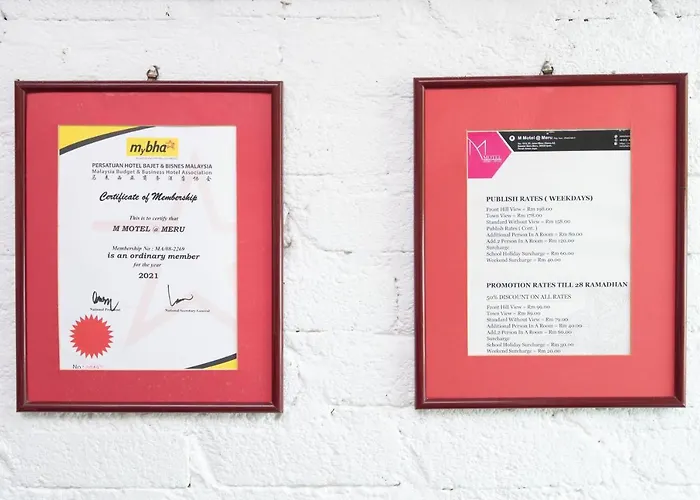 mybha
PERSATUAN HOTEL BAJET & BISNES MALAYSIA
Malaysia Budget & Business Hotel Association
Certificate of Membership
This is to certify that
M MOTEL @ MERU
Membership No : MA/08-2269
is an ordinary member
for the year
2021
National President
National Secretary General
No.
M Motel @ Meru
MOTEL
PUBLISH RATES ( WEEKDAYS)
Front Hill View = Rm 198.00
Town View = Rm 178.00
Standard Without View = Rm 158.00
Publish Rates ( Cont. )
Additional Person In A Room = Rm 80.00
Add.2 Person In A Room = Rm 120.00
Surcharge
School Holiday Surcharge = Rm 60.00
Weekend Surcharge = Rm 40.00
PROMOTION RATES TILL 28 RAMADHAN
50% DISCOUNT ON ALL RATES
Front Hill View = Rm 99.00
Town View = Rm 89.00
Standard Without View = Rm 79.00
Additional Person In A Room = Rm 40.00
Add.2 Person In A Room = Rm 60.00
Surcharge
School Holiday Surcharge = Rm 30.00
Weekend Surcharge = Rm 20.00